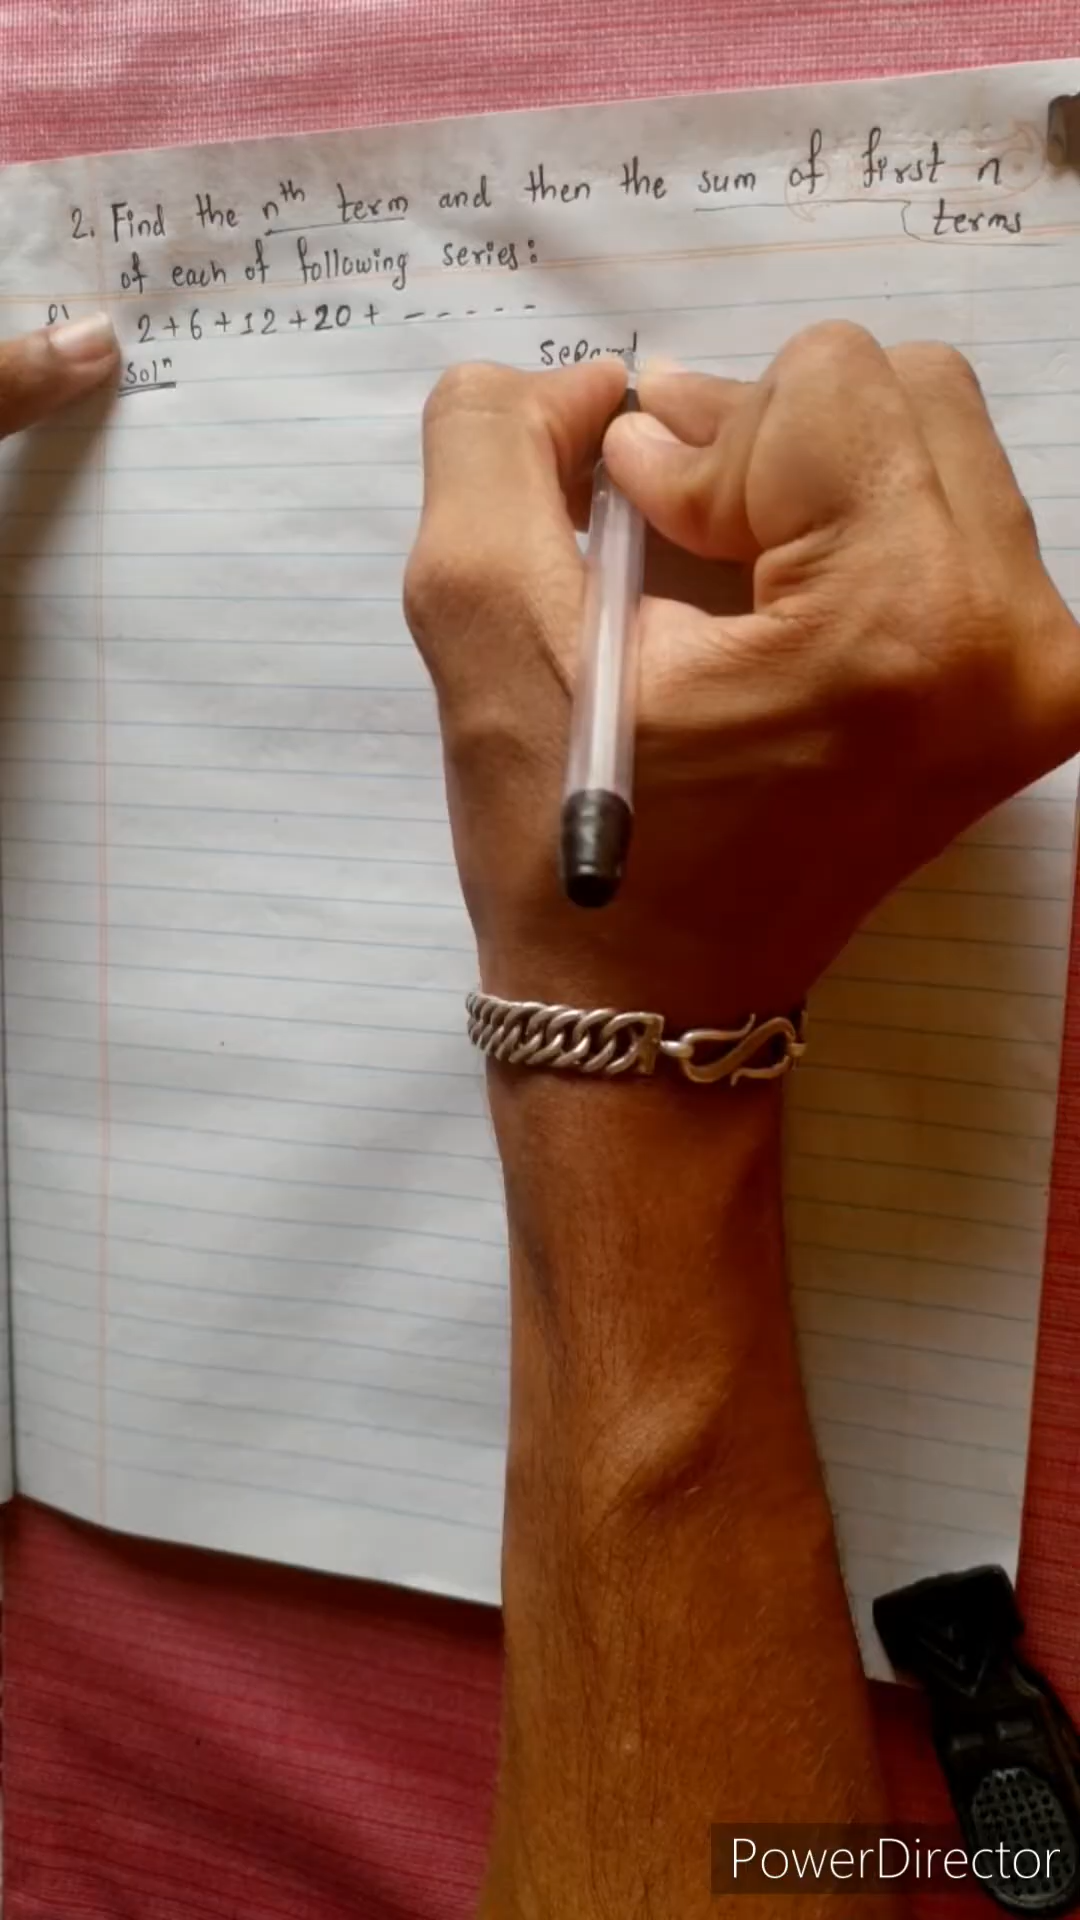 2. Find the nth term and then the sum of first n
terms
of each of following series:
2 + 6 + 12 + 20 + - - - - -
Solⁿ
PowerDirector